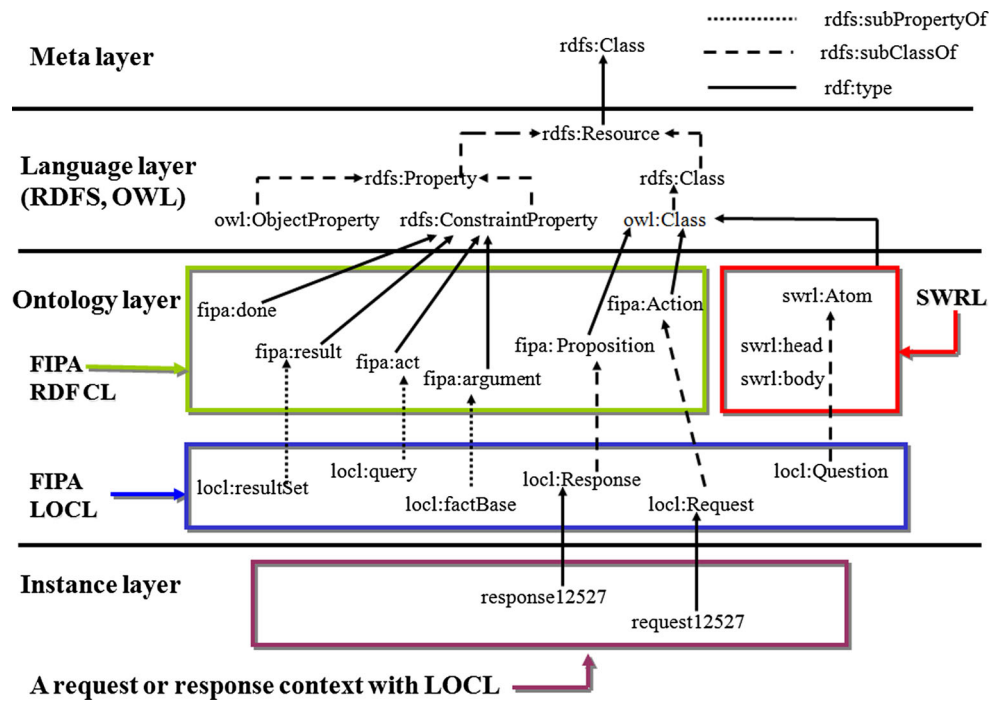 rdfs:subPropertyOf
Meta layer
rdfs:Class
rdfs:subClassOf
rdf:type
rdfs:Resource
Language layer
(RDFS, OWL)
rdfs:Property
rdfs:Class
owl:ObjectProperty
rdfs:ConstraintProperty
owl:Class
Ontology layer
fipa:done
fipa:Action
swrl:Atom
SWRL
fipa:result
fipa:act
fipa: Proposition
swrl:head
FIPA
RDF CL
fipa:argument
swrl:body
FIPA
LOCL
locl:resultSet
locl:query
locl:factBase
locl:Response
locl:Request
locl:Question
Instance layer
response12527
request12527
A request or response context with LOCL